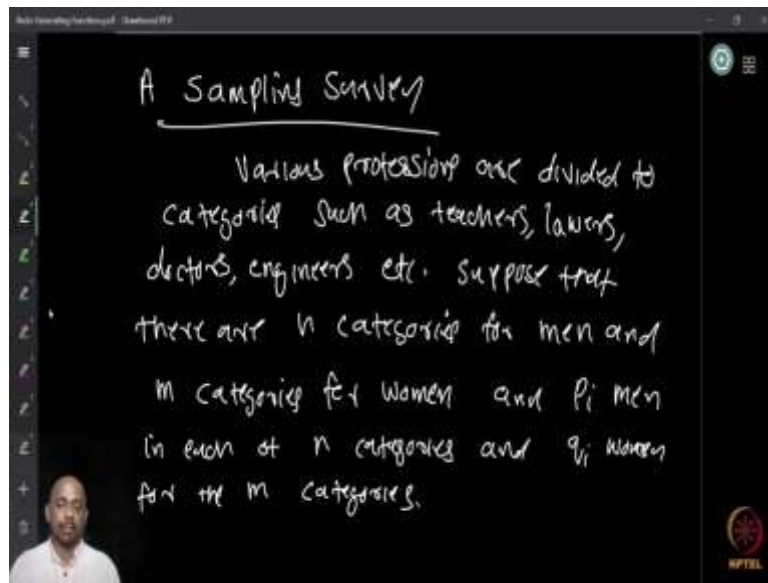 A Sampling Survey
Various professions are divided to
categories such as teachers, lawers,
doctors, engineers etc. Suppose that
there are n categories for men and
m categories for women and Pi men
in each of n categories and qi women
for the m categories.
NPTEL